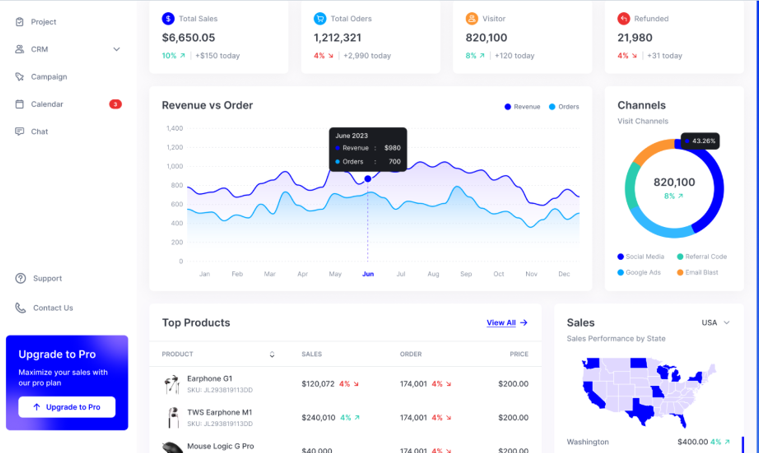 Project
CRM
Campaign
Calendar 3
Chat
Support
Contact Us
Upgrade to Pro
Maximize your sales with
our pro plan
Upgrade to Pro
Total Sales
$6,650.05
10% +$150 today
Total Oders
1,212,321
4% +2,990 today
Visitor
820,100
8% +120 today
Refunded
21,980
4% +31 today
Revenue vs Order
Revenue Orders
1,400
1,200
1,000
800
600
400
200
0
June 2023
Revenue : $980
Orders : 700
Jan Feb Mar Apr May Jun Jul Aug Sep Oct Nov Dec
Channels
Visit Channels
43.26%
820,100
8%
Social Media Referral Code
Google Ads Email Blast
Top Products
View All
PRODUCT SALES ORDER PRICE
Earphone G1
SKU: JL293819113DD
$120,072 4% 174,001 4% $200.00
TWS Earphone M1
SKU: JL293819113DD
$240,010 4% 174,001 4% $200.00
Mouse Logic G Pro
$40,000 174,001 4% $200.00
Sales
USA
Sales Performance by State
Washington $400.00 4%